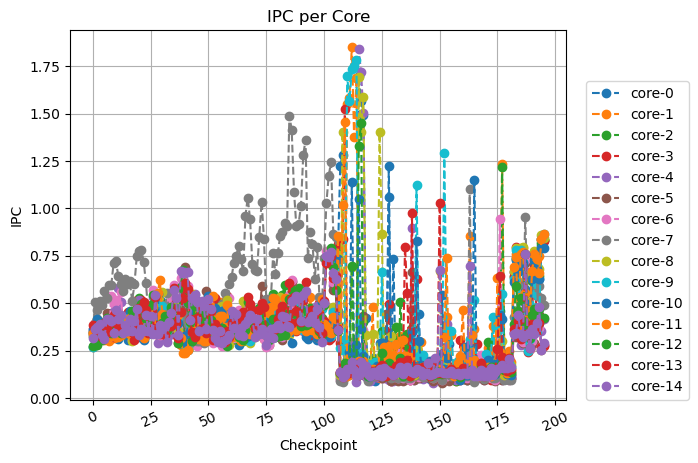 IPC per Core
IPC
1.75
1.50
1.25
1.00
0.75
0.50
0.25
0.00
0
25
50
75
100
125
150
175
200
Checkpoint
core-0
core-1
core-2
core-3
core-4
core-5
core-6
core-7
core-8
core-9
core-10
core-11
core-12
core-13
core-14